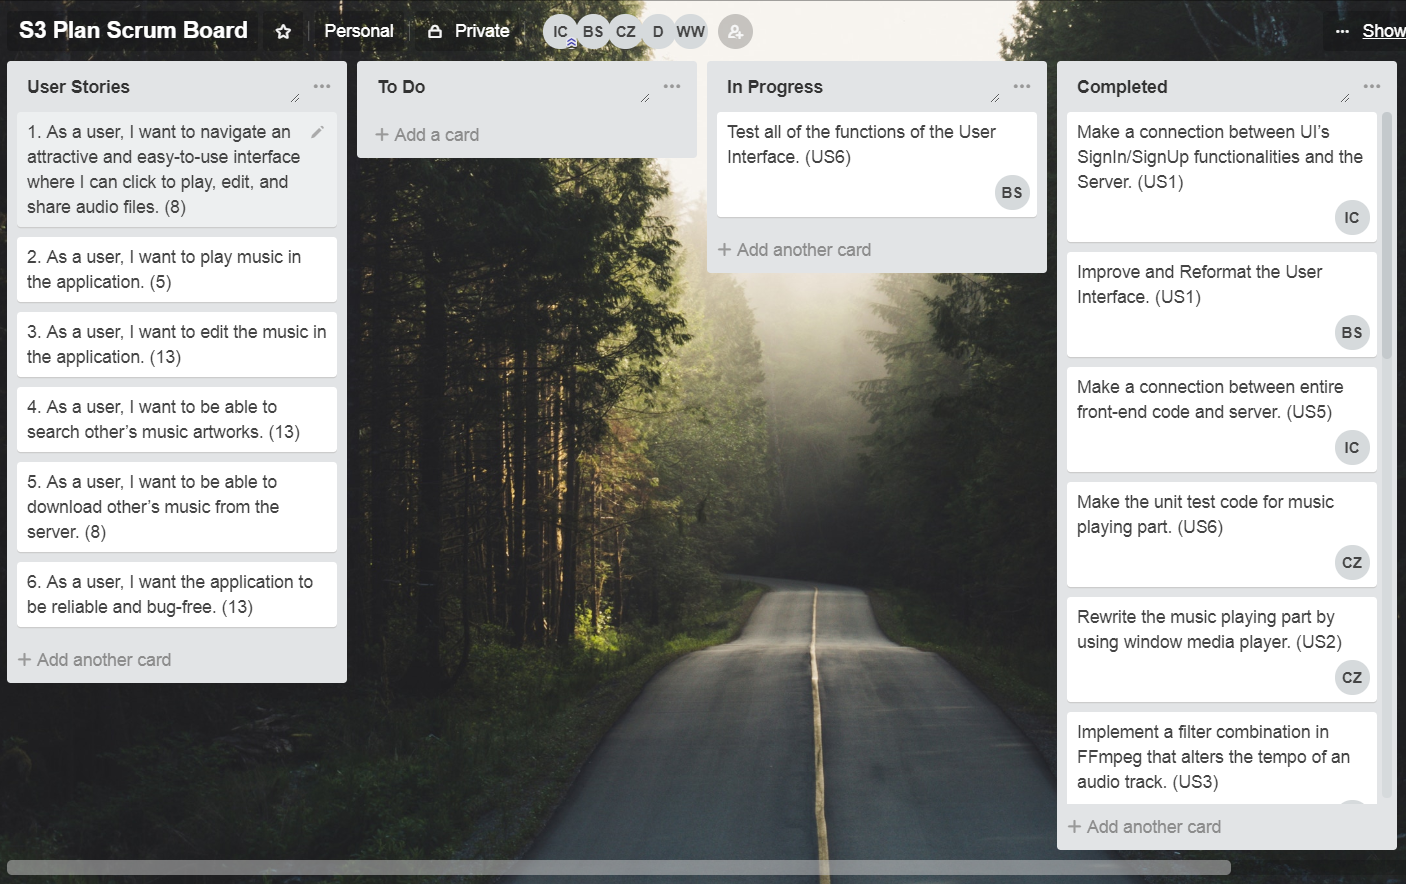 S3 Plan Scrum Board
Personal
Private
IC
BS
CZ
D
WW
Show
User Stories
1. As a user, I want to navigate an
attractive and easy-to-use interface
where I can click to play, edit, and
share audio files. (8)
2. As a user, I want to play music in
the application. (5)
3. As a user, I want to edit the music in
the application. (13)
4. As a user, I want to be able to
search other’s music artworks. (13)
5. As a user, I want to be able to
download other’s music from the
server. (8)
6. As a user, I want the application to
be reliable and bug-free. (13)
+ Add another card
To Do
+ Add a card
In Progress
Test all of the functions of the User
Interface. (US6)
BS
+ Add another card
Completed
Make a connection between UI’s
SignIn/SignUp functionalities and the
Server. (US1)
IC
Improve and Reformat the User
Interface. (US1)
BS
Make a connection between entire
front-end code and server. (US5)
IC
Make the unit test code for music
playing part. (US6)
CZ
Rewrite the music playing part by
using window media player. (US2)
CZ
Implement a filter combination in
FFmpeg that alters the tempo of an
audio track. (US3)
+ Add another card